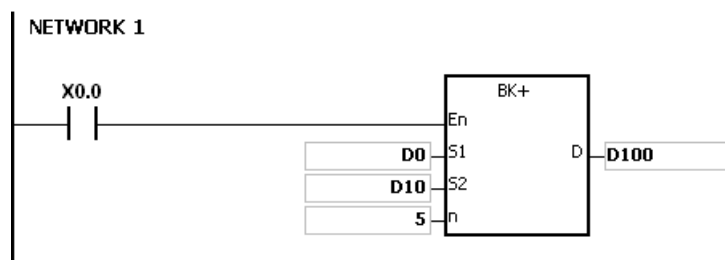 NETWORK 1
X0.0
BK+
En
D0 S1 D D100
D10 S2
5 n